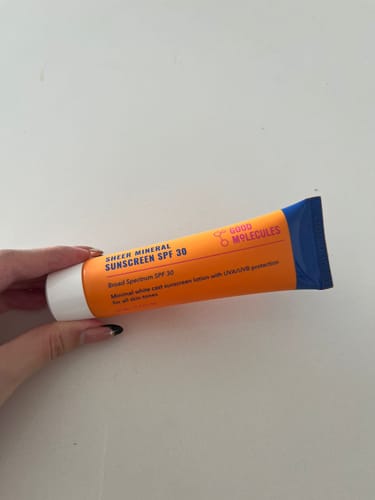 SHEER MINERAL
SUNSCREEN SPF 30
GOOD
MOLECULES
Broad Spectrum SPF 30
Minimal white cast sunscreen lotion with UVA/UVB protection
for all skin tones